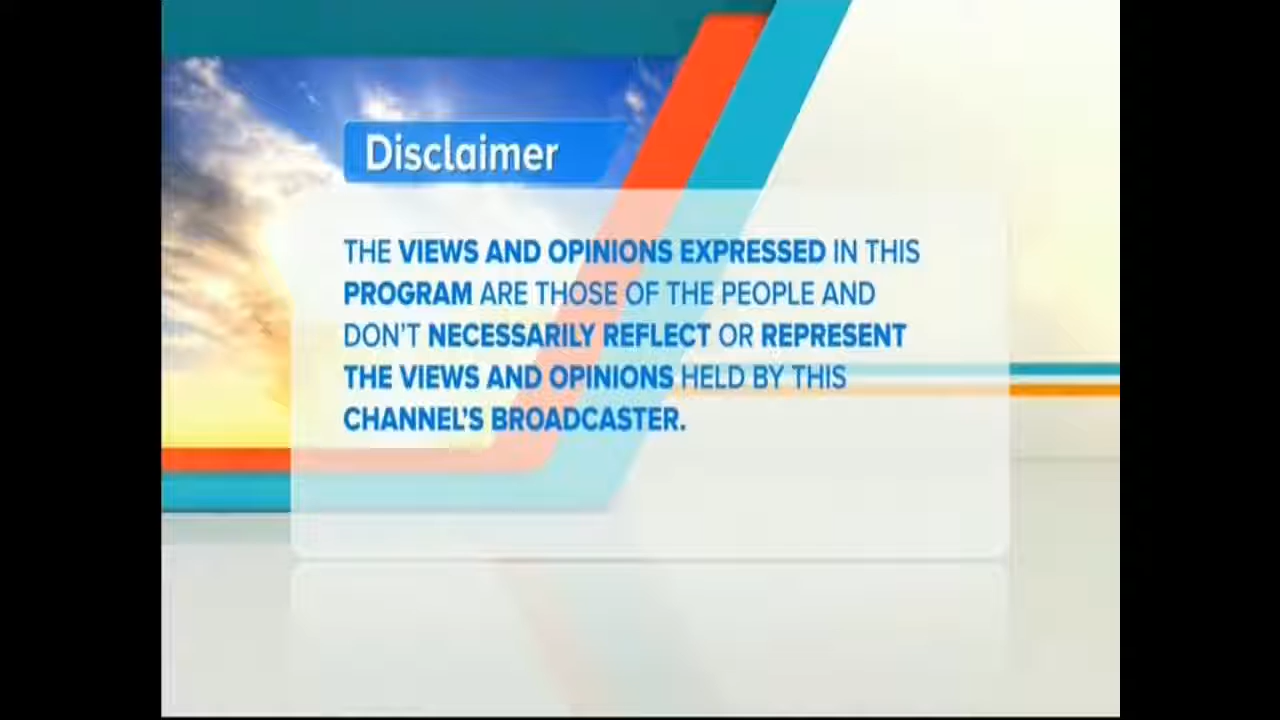 Disclaimer
THE VIEWS AND OPINIONS EXPRESSED IN THIS
PROGRAM ARE THOSE OF THE PEOPLE AND
DON'T NECESSARILY REFLECT OR REPRESENT
THE VIEWS AND OPINIONS HELD BY THIS
CHANNEL'S BROADCASTER.